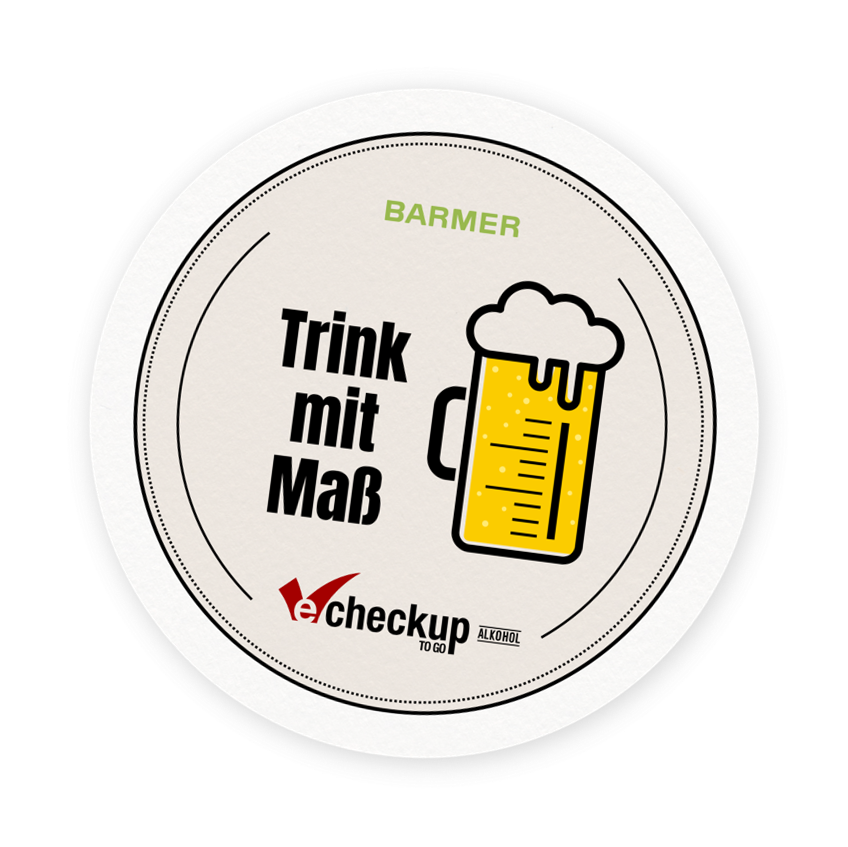 BARMER
Trink
mit
Maß
echeckup
TO GO
ALKOHOL